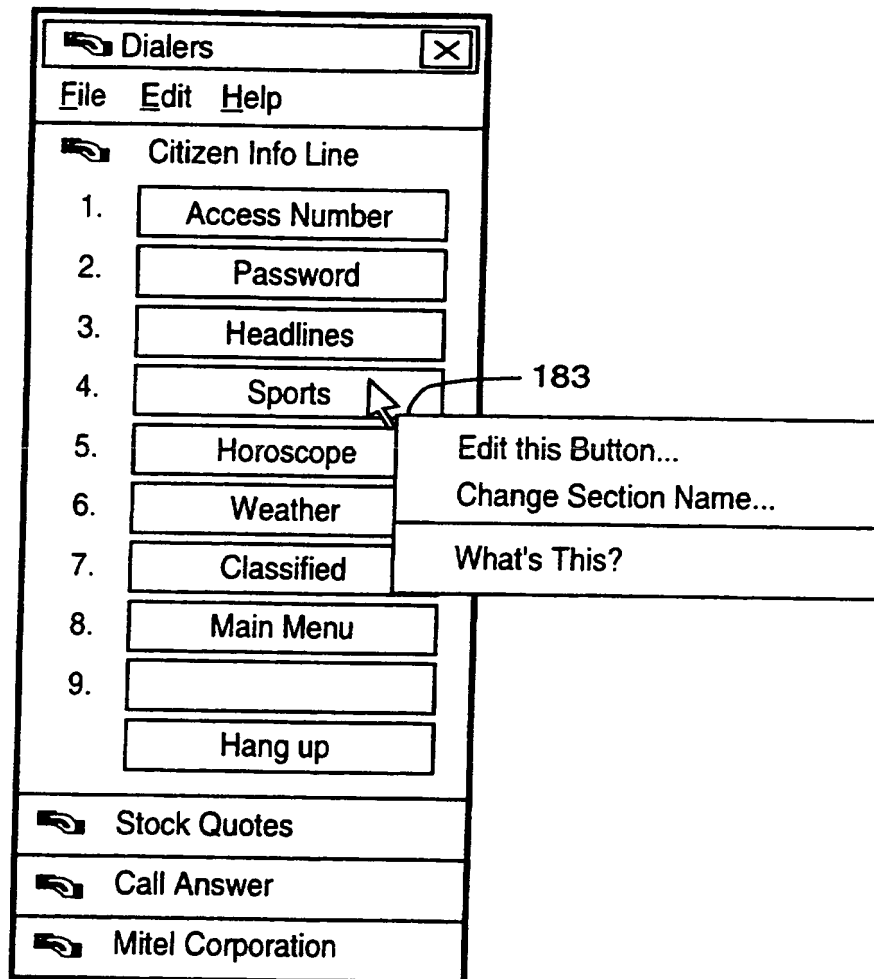 Dialers
File Edit Help
Citizen Info Line
1. Access Number
2. Password
3. Headlines
4. Sports
183
5. Horoscope
Edit this Button...
Change Section Name...
6. Weather
What's This?
7. Classified
8. Main Menu
9.
Hang up
Stock Quotes
Call Answer
Mitel Corporation